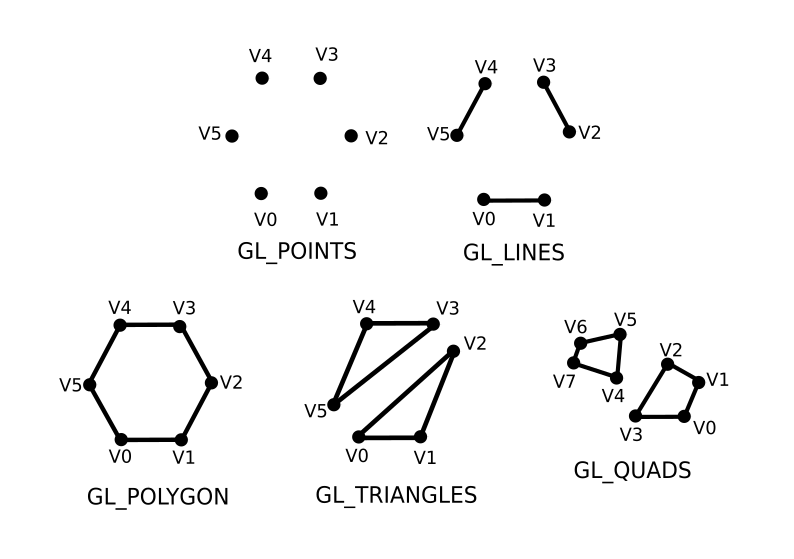 V4 V3
V5 V2
V0 V1
GL_POINTS
V4 V3
V5 V2
V0 V1
GL_LINES
V4 V3
V5 V2
V0 V1
GL_POLYGON
V4 V3
V2
V5
V0 V1
GL_TRIANGLES
V6 V5
V7 V4
V2
V1
V3 V0
GL_QUADS